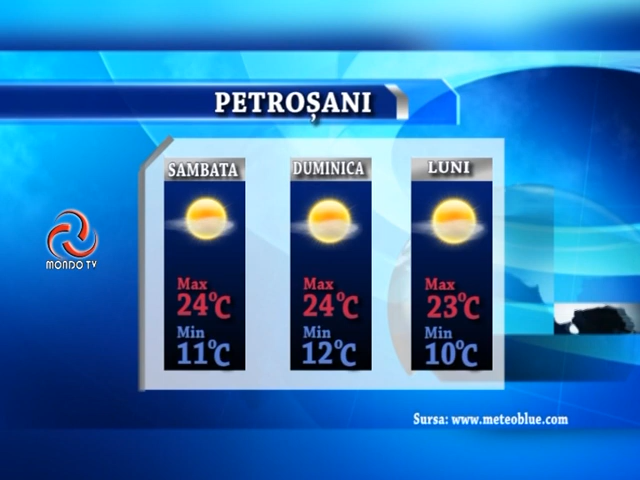 PETROȘANI
SAMBATA
Max
24°C
Min
11°C
DUMINICA
Max
24°C
Min
12°C
LUNI
Max
23°C
Min
10°C
MONDO TV
Sursa: www.meteoblue.com